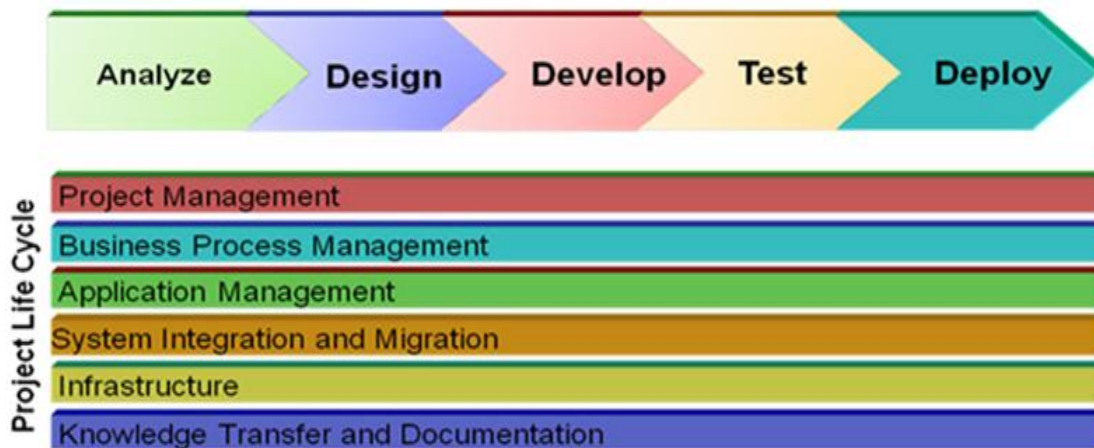 Analyze
Design
Develop
Test
Deploy
Project Life Cycle
Project Management
Business Process Management
Application Management
System Integration and Migration
Infrastructure
Knowledge Transfer and Documentation